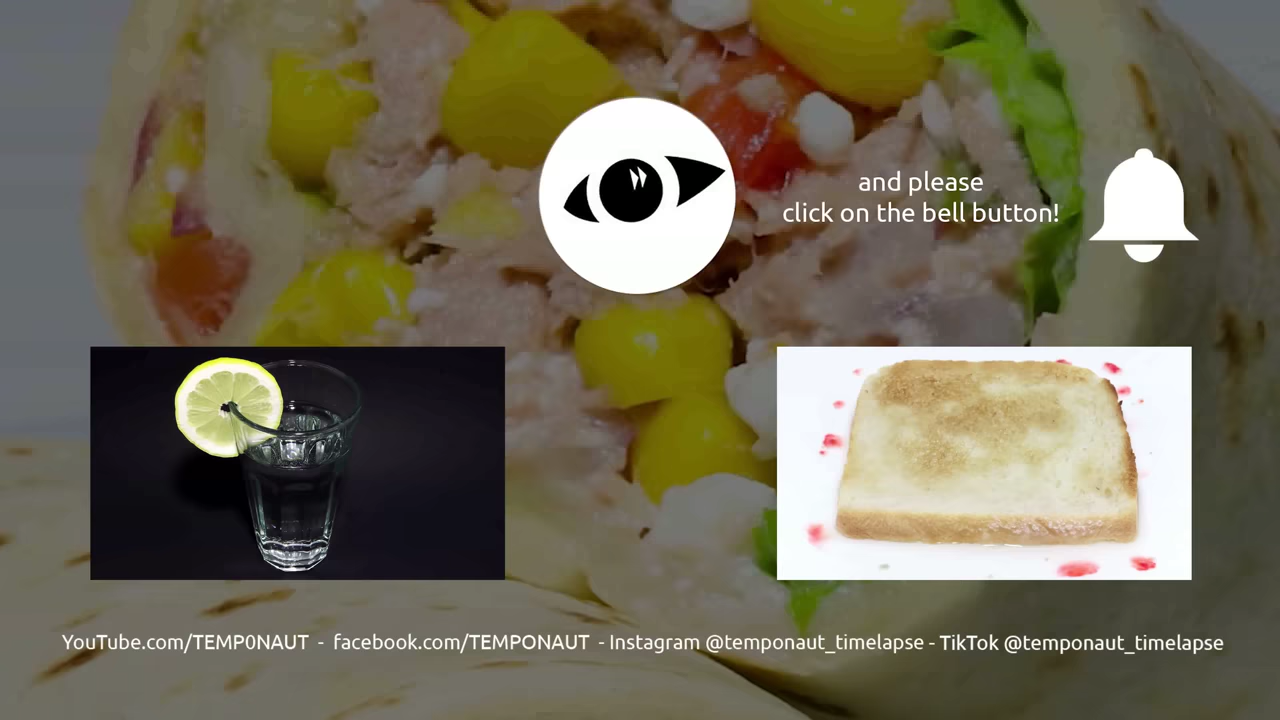 and please
click on the bell button!
YouTube.com/TEMP0NAUT - facebook.com/TEMPONAUT - Instagram @temponaut_timelapse - TikTok @temponaut_timelapse